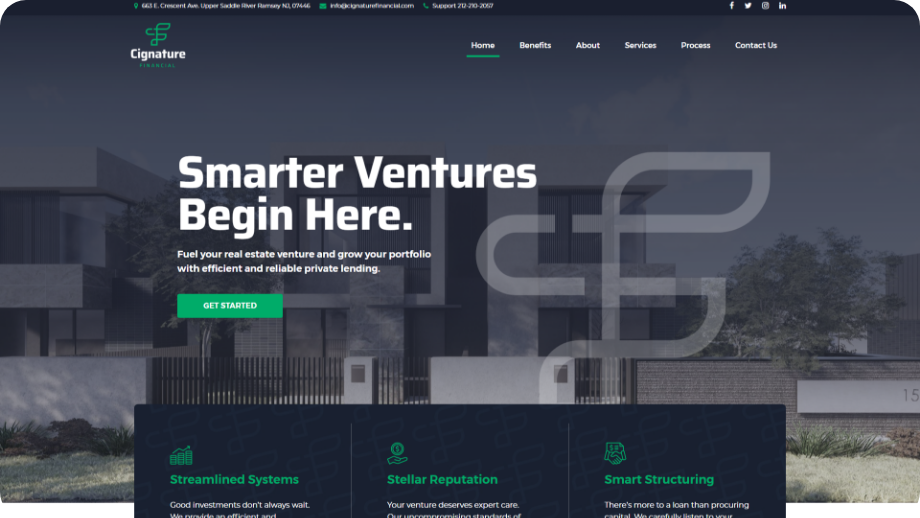 663 E. Crescent Ave. Upper Saddle River Ramsey NJ, 07446 info@cignaturefinancial.com Support 212-210-2057
Cignature
FINANCIAL
Home Benefits About Services Process Contact Us
Smarter Ventures
Begin Here.
Fuel your real estate venture and grow your portfolio
with efficient and reliable private lending.
GET STARTED
15
Streamlined Systems
Good investments don't always wait.
We provide an efficient and
Stellar Reputation
Your venture deserves expert care.
Our uncompromising standards of
Smart Structuring
There's more to a loan than procuring
capital. We carefully listen to your